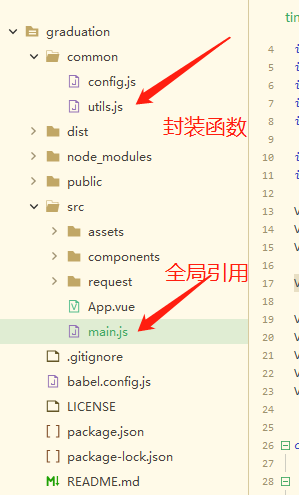 graduation
common
config.js
utils.js
封装函数
dist
node_modules
public
src
assets
components
全局引用
request
App.vue
main.js
.gitignore
babel.config.js
LICENSE
package.json
package-lock.json
README.md
tin
4
5
6
7
8
9
10
11
12
13
14
15
16
17
18
19
20
21
22
23
24
25
26
27
28